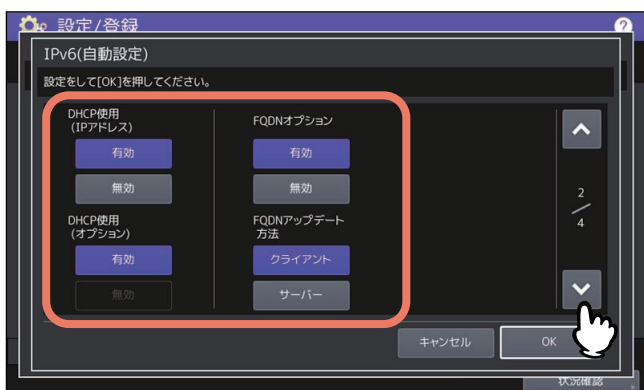 設定/登録
?
IPv6(自動設定)
設定をして[OK]を押してください。
DHCP使用
(IPアドレス)
有効
無効
DHCP使用
(オプション)
有効
無効
FQDNオプション
有効
無効
FQDNアップデート
方法
クライアント
サーバー
2
/
4
キャンセル
OK
状況確認